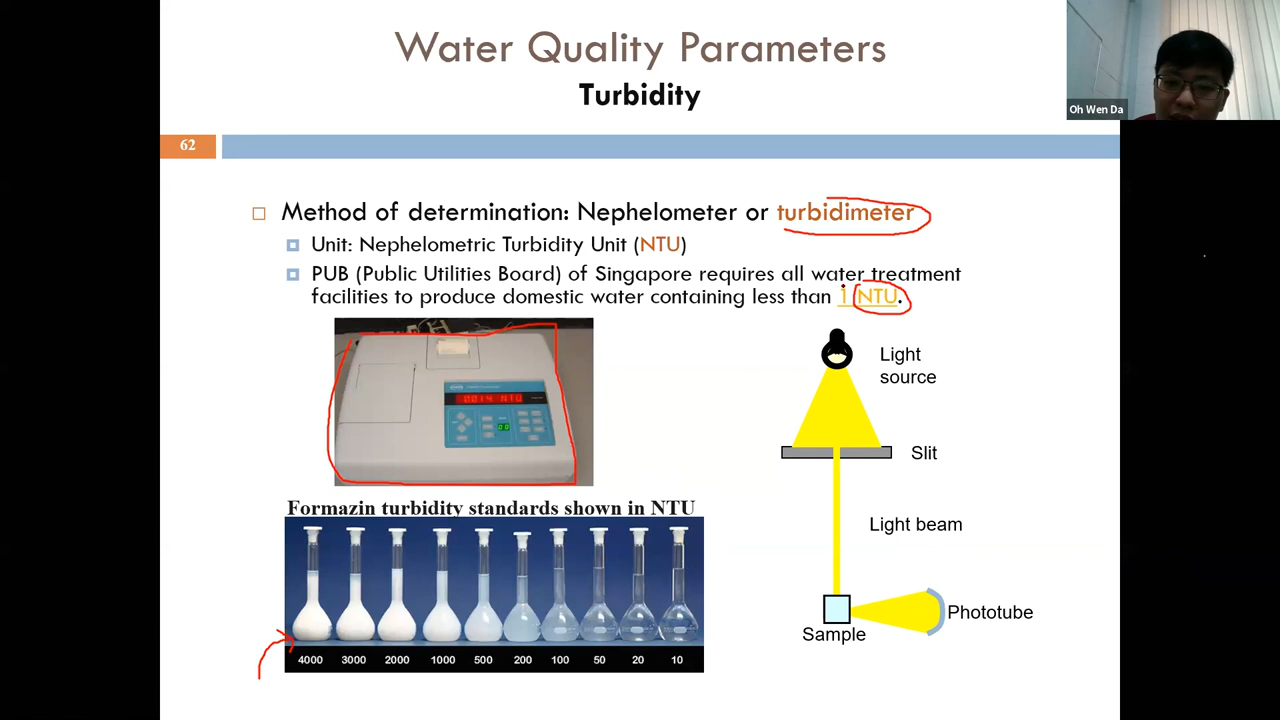 Water Quality Parameters
Turbidity
Oh Wen Da
62
Method of determination: Nephelometer or turbidimeter
Unit: Nephelometric Turbidity Unit (NTU)
PUB (Public Utilities Board) of Singapore requires all water treatment
facilities to produce domestic water containing less than 1 NTU.
0014 NTU
00
Light
source
Slit
Light beam
Phototube
Sample
Formazin turbidity standards shown in NTU
4000 3000 2000 1000 500 200 100 50 20 10